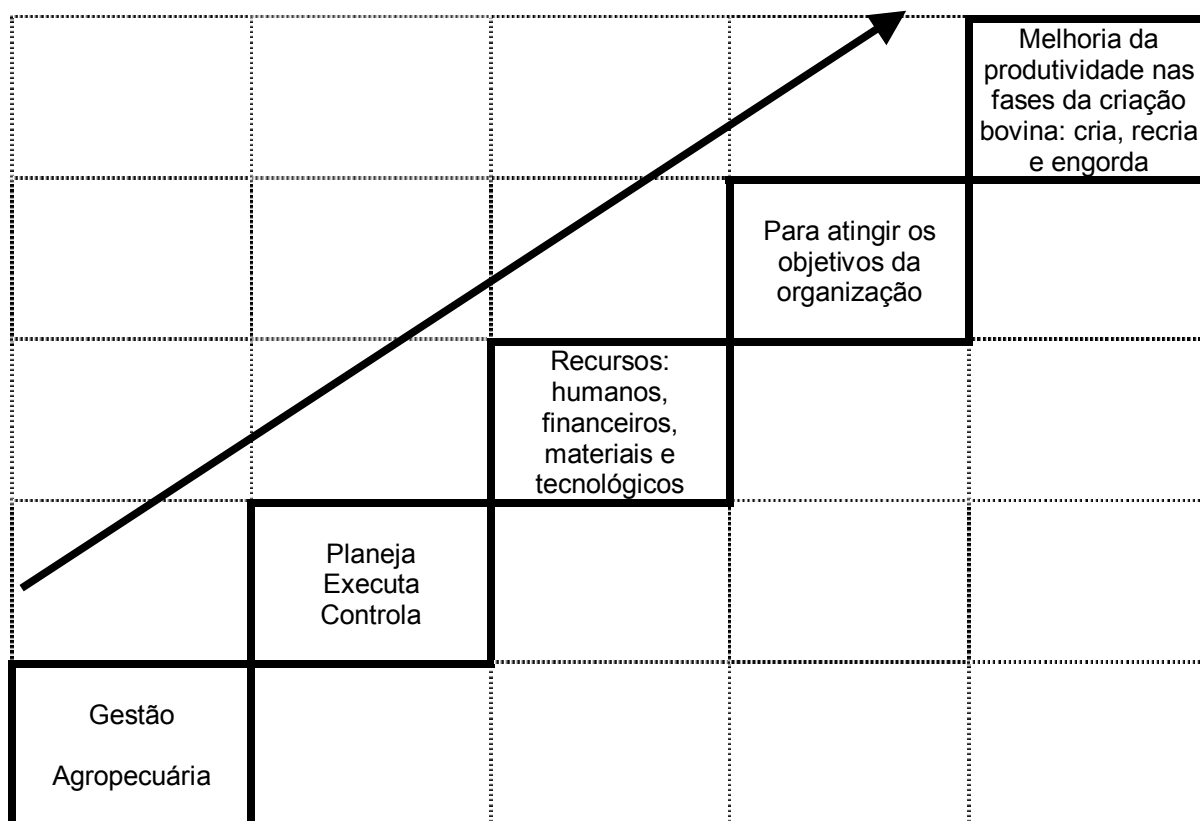 Melhoria da
produtividade nas
fases da criação
bovina: cria, recria
e engorda
Para atingir os
objetivos da
organização
Recursos:
humanos,
financeiros,
materiais e
tecnológicos
Planeja
Executa
Controla
Gestão
Agropecuária